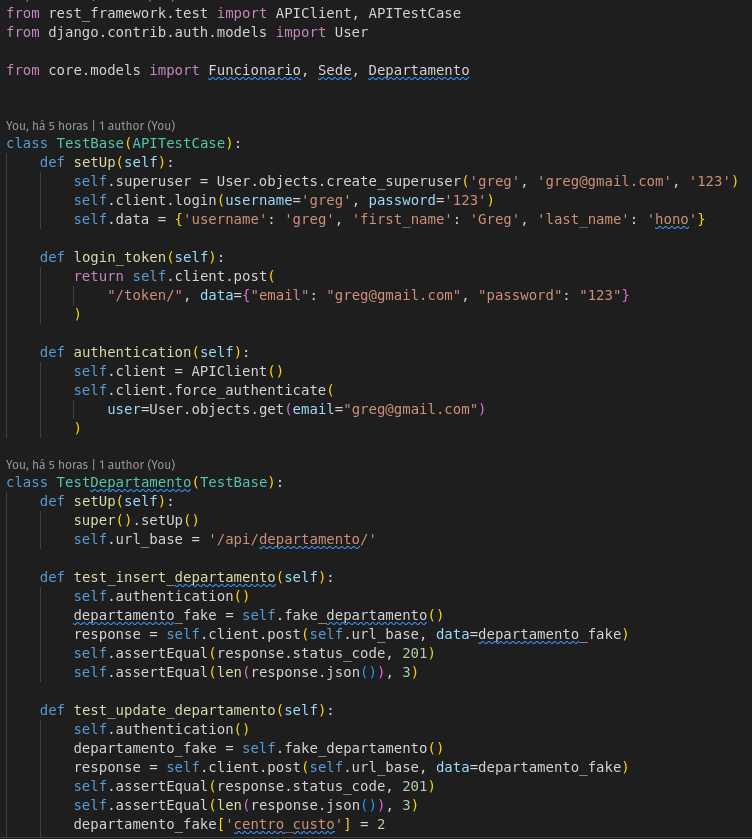 from rest_framework.test import APIClient, APITestCase
from django.contrib.auth.models import User
from core.models import Funcionario, Sede, Departamento
You, há 5 horas | 1 author (You)
class TestBase(APITestCase):
    def setUp(self):
        self.superuser = User.objects.create_superuser('greg', 'greg@gmail.com', '123')
        self.client.login(username='greg', password='123')
        self.data = {'username': 'greg', 'first_name': 'Greg', 'last_name': 'hono'}
    def login_token(self):
        return self.client.post(
            "/token/", data={"email": "greg@gmail.com", "password": "123"}
        )
    def authentication(self):
        self.client = APIClient()
        self.client.force_authenticate(
            user=User.objects.get(email="greg@gmail.com")
        )
You, há 5 horas | 1 author (You)
class TestDepartamento(TestBase):
    def setUp(self):
        super().setUp()
        self.url_base = '/api/departamento/'
    def test_insert_departamento(self):
        self.authentication()
        departamento_fake = self.fake_departamento()
        response = self.client.post(self.url_base, data=departamento_fake)
        self.assertEqual(response.status_code, 201)
        self.assertEqual(len(response.json()), 3)
    def test_update_departamento(self):
        self.authentication()
        departamento_fake = self.fake_departamento()
        response = self.client.post(self.url_base, data=departamento_fake)
        self.assertEqual(response.status_code, 201)
        self.assertEqual(len(response.json()), 3)
        departamento_fake['centro_custo'] = 2